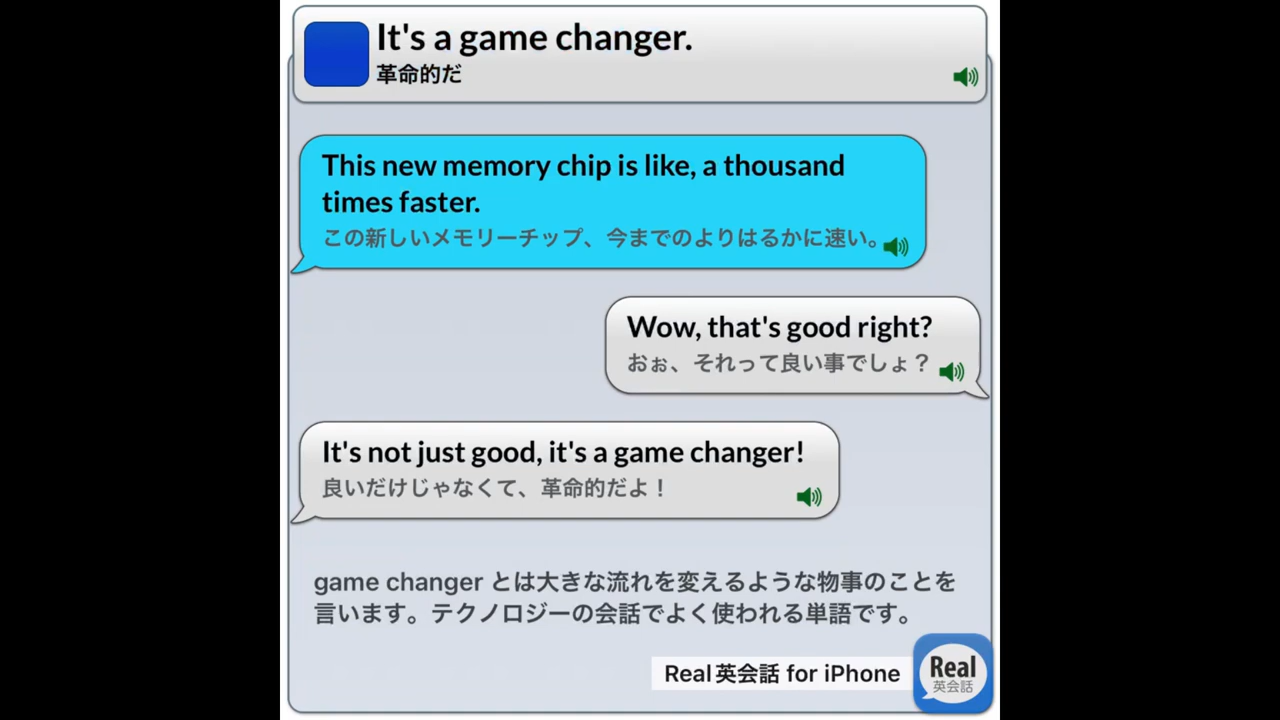 It's a game changer.
革命的だ
This new memory chip is like, a thousand
times faster.
この新しいメモリーチップ、今までのよりはるかに速い。
Wow, that's good right?
おぉ、それって良い事でしょ？
It's not just good, it's a game changer!
良いだけじゃなくて、革命的だよ！
game changer とは大きな流れを変えるような物事のことを
言います。テクノロジーの会話でよく使われる単語です。
Real英会話 for iPhone
Real
英会話